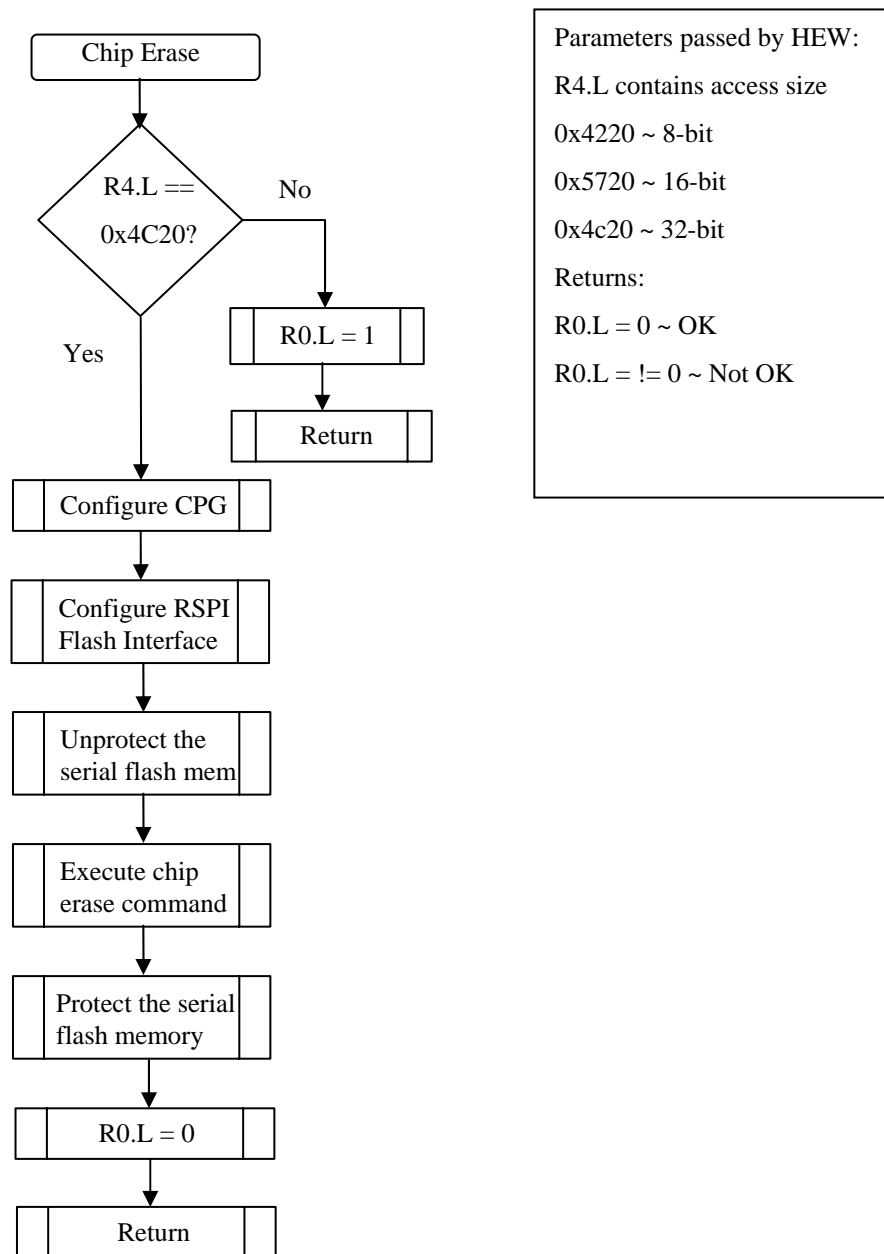 Chip Erase
R4.L ==
0x4C20?
No
Yes
R0.L = 1
Return
Configure CPG
Configure RSPI
Flash Interface
Unprotect the
serial flash mem
Execute chip
erase command
Protect the serial
flash memory
R0.L = 0
Return
Parameters passed by HEW:
R4.L contains access size
0x4220 ~ 8-bit
0x5720 ~ 16-bit
0x4c20 ~ 32-bit
Returns:
R0.L = 0 ~ OK
R0.L = != 0 ~ Not OK